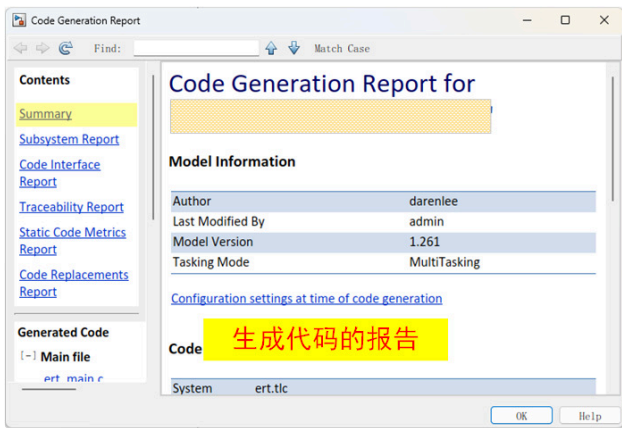 Code Generation Report
Find:
Match Case
Contents
Summary
Subsystem Report
Code Interface
Report
Traceability Report
Static Code Metrics
Report
Code Replacements
Report
Generated Code
[-] Main file
ert_main.c
Code Generation Report for
Model Information
Author darenlee
Last Modified By admin
Model Version 1.261
Tasking Mode MultiTasking
Configuration settings at time of code generation
Code
生成代码的报告
System ert.tlc
OK
Help